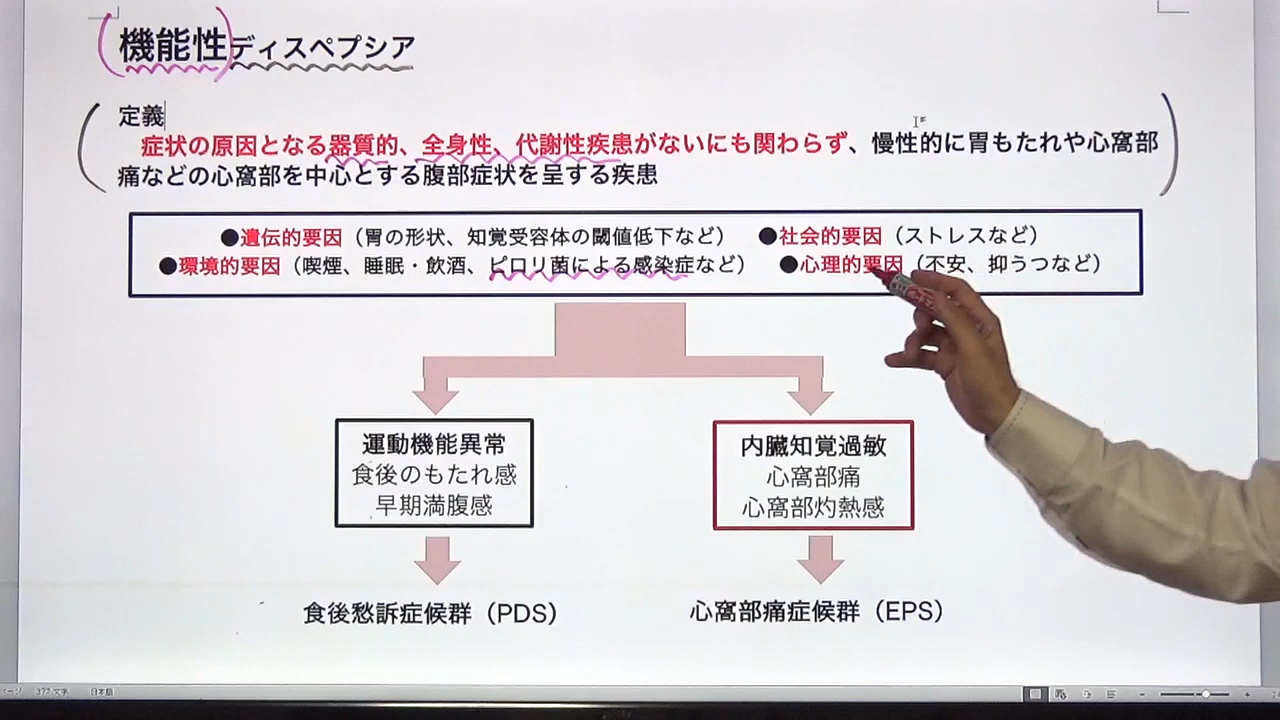 機能性ディスペプシア
定義
症状の原因となる器質的、全身性、代謝性疾患がないにも関わらず、慢性的に胃もたれや心窩部
痛などの心窩部を中心とする腹部症状を呈する疾患
●遺伝的要因（胃の形状、知覚受容体の閾値低下など） ●社会的要因（ストレスなど）
●環境的要因（喫煙、睡眠・飲酒、ピロリ菌による感染症など） ●心理的要因（不安、抑うつなど）
運動機能異常
食後のもたれ感
早期満腹感
内臓知覚過敏
心窩部痛
心窩部灼熱感
食後愁訴症候群（PDS）
心窩部痛症候群（EPS）
377 文字 日本語